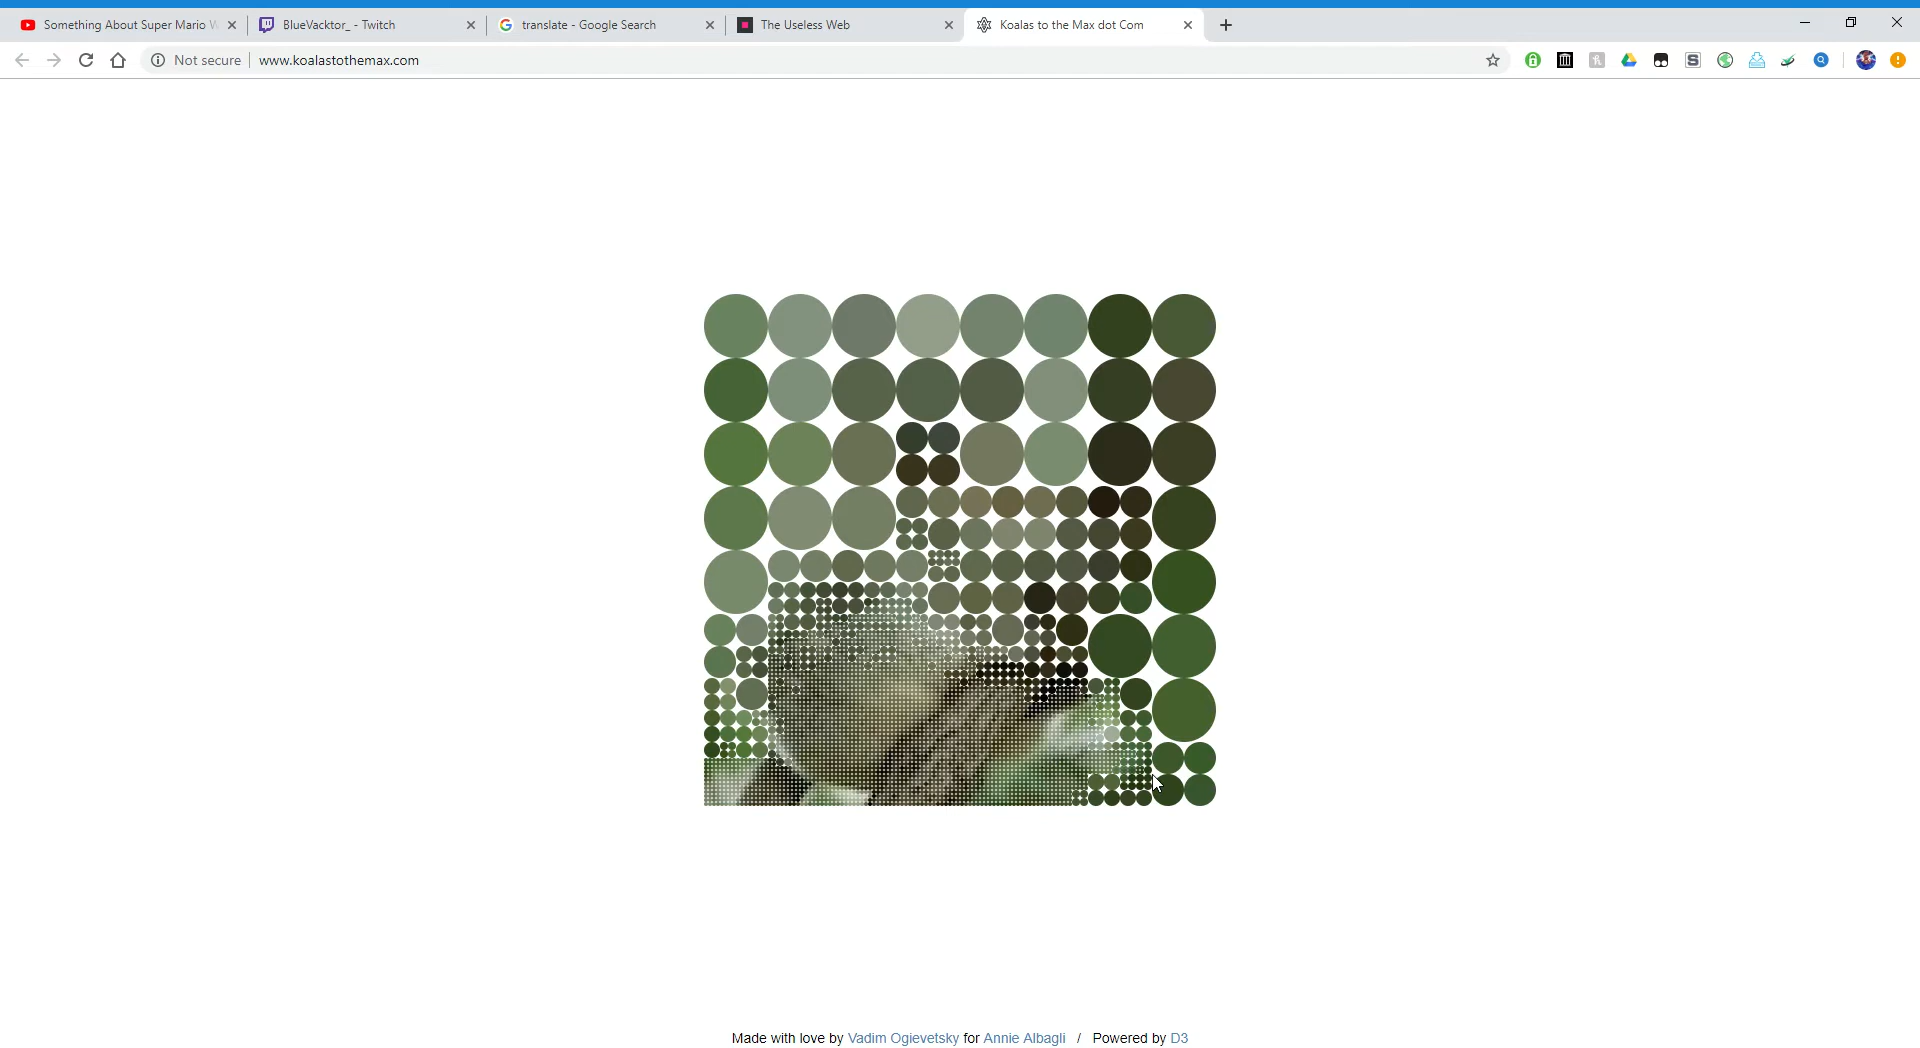 Something About Super Mario W
BlueVacktor_ - Twitch
translate - Google Search
The Useless Web
Koalas to the Max dot Com
Not secure
www.koalastothemax.com
Made with love by Vadim Ogievetsky for Annie Albagli / Powered by D3